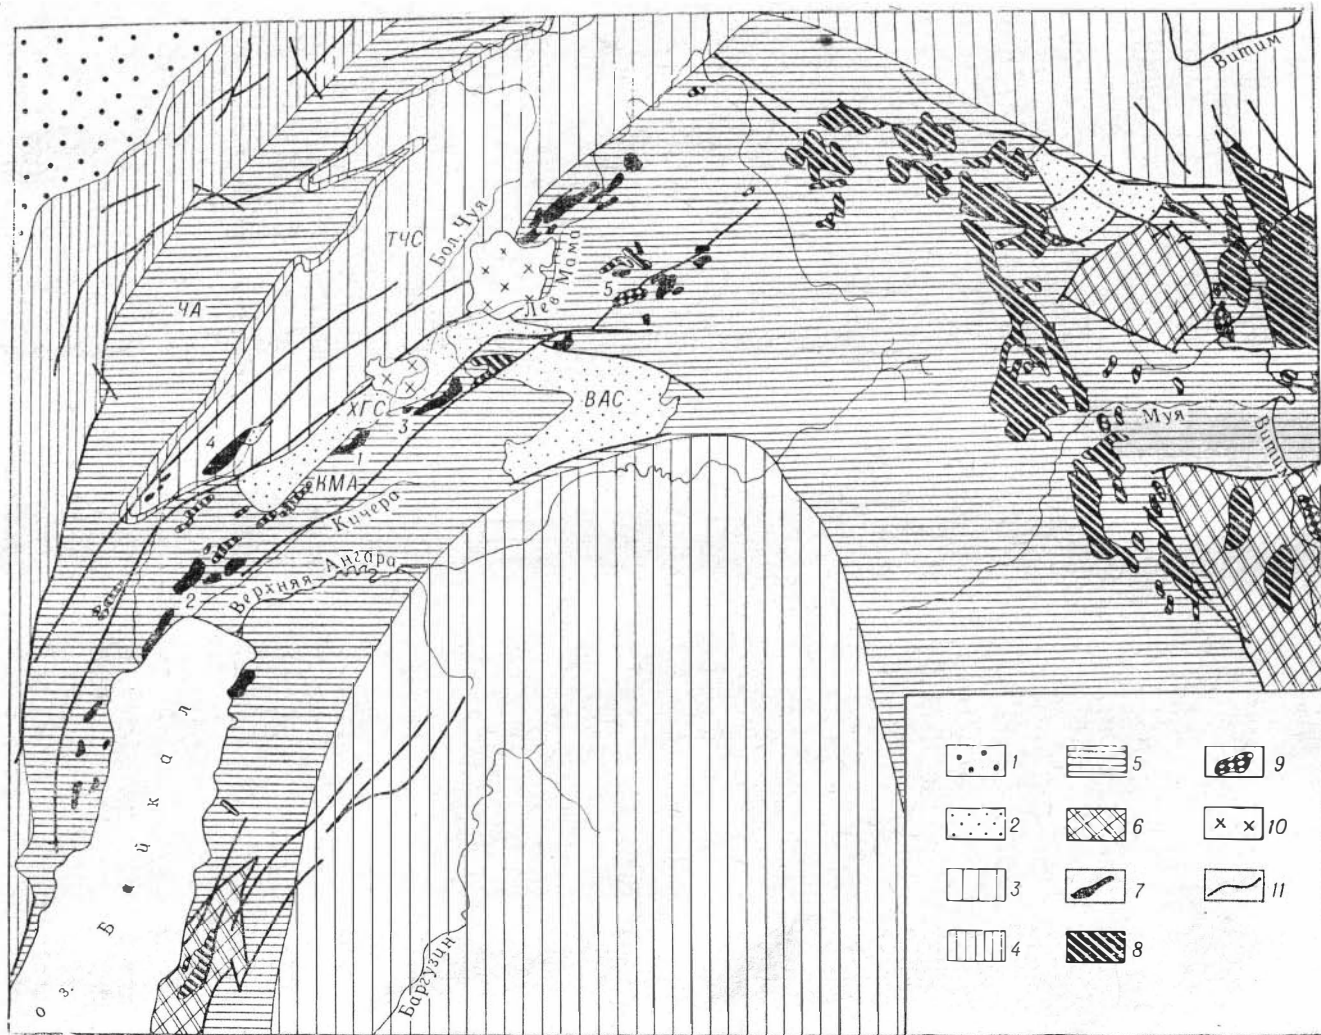 Витим
Бол. Чуя
ТЧС
Лев Мама
ЧА
5
ХГС
ВАС
3
4
1
КМА
Муя
Витим
Кичера
Верхняя Ангара
2
оз. Байкал
Баргузин
1
2
3
4
5
6
7
8
9
10
11